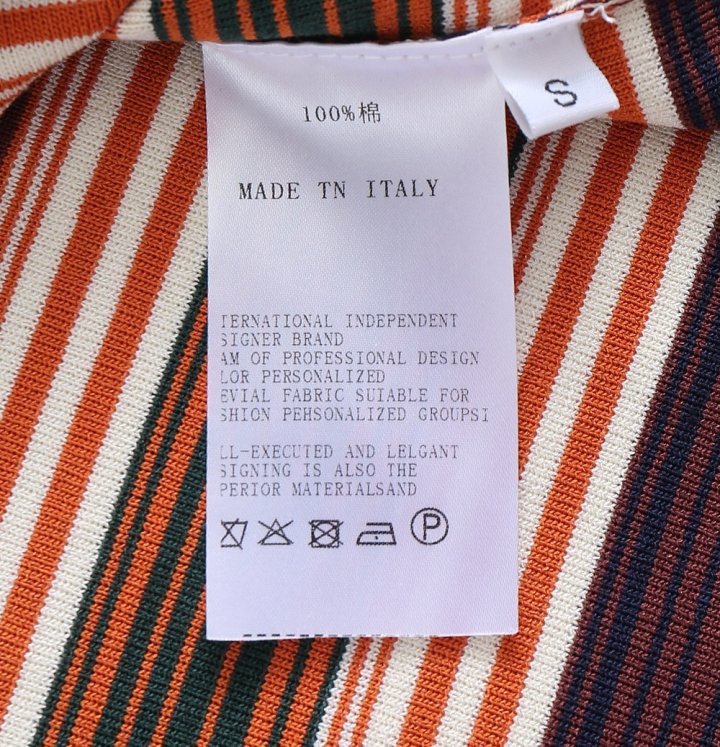 S
100%棉
MADE TN ITALY
TERNATIONAL INDEPENDENT
SIGNER BRAND
AM OF PROFESSIONAL DESIGN
LOR PERSONALIZED
EVIAL FABRIC SUIABLE FOR
SHION PEHSONALIZED GROUPSI
LL-EXECUTED AND LELGANT
SIGNING IS ALSO THE
PERIOR MATERIALSAND
P